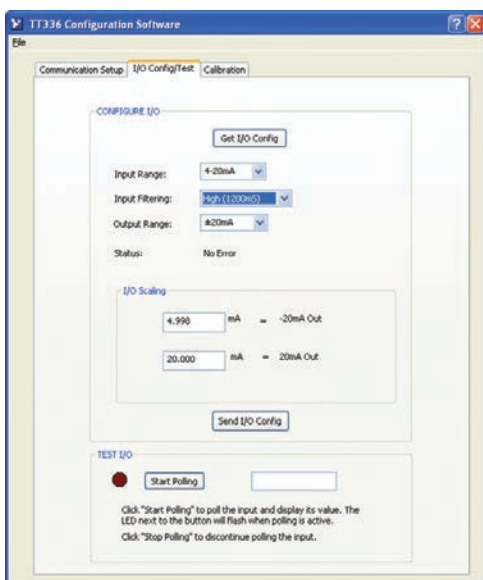 TT336 Configuration Software
File
Communication Setup I/O Config/Test Calibration
CONFIGURE I/O
Get I/O Config
Input Range: 4-20mA
Input Filtering: High (1200mS)
Output Range: ±20mA
Status: No Error
I/O Scaling
4.998 mA = -20mA Out
20.000 mA = 20mA Out
Send I/O Config
TEST I/O
Start Polling
Click "Start Polling" to poll the input and display its value. The
LED next to the button will flash when polling is active.
Click "Stop Polling" to discontinue polling the input.